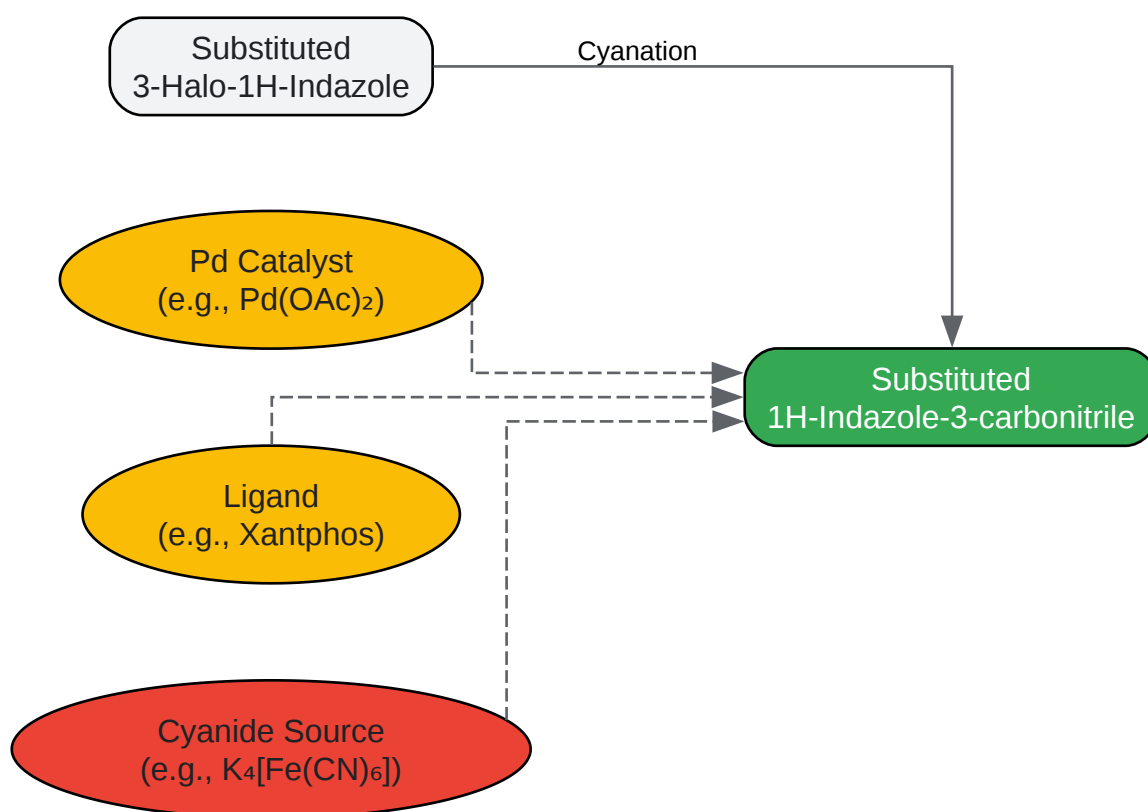 Substituted
3-Halo-1H-Indazole
Cyanation
Pd Catalyst
(e.g., Pd(OAc)₂)
Substituted
1H-Indazole-3-carbonitrile
Ligand
(e.g., Xantphos)
Cyanide Source
(e.g., K₄[Fe(CN)₆])